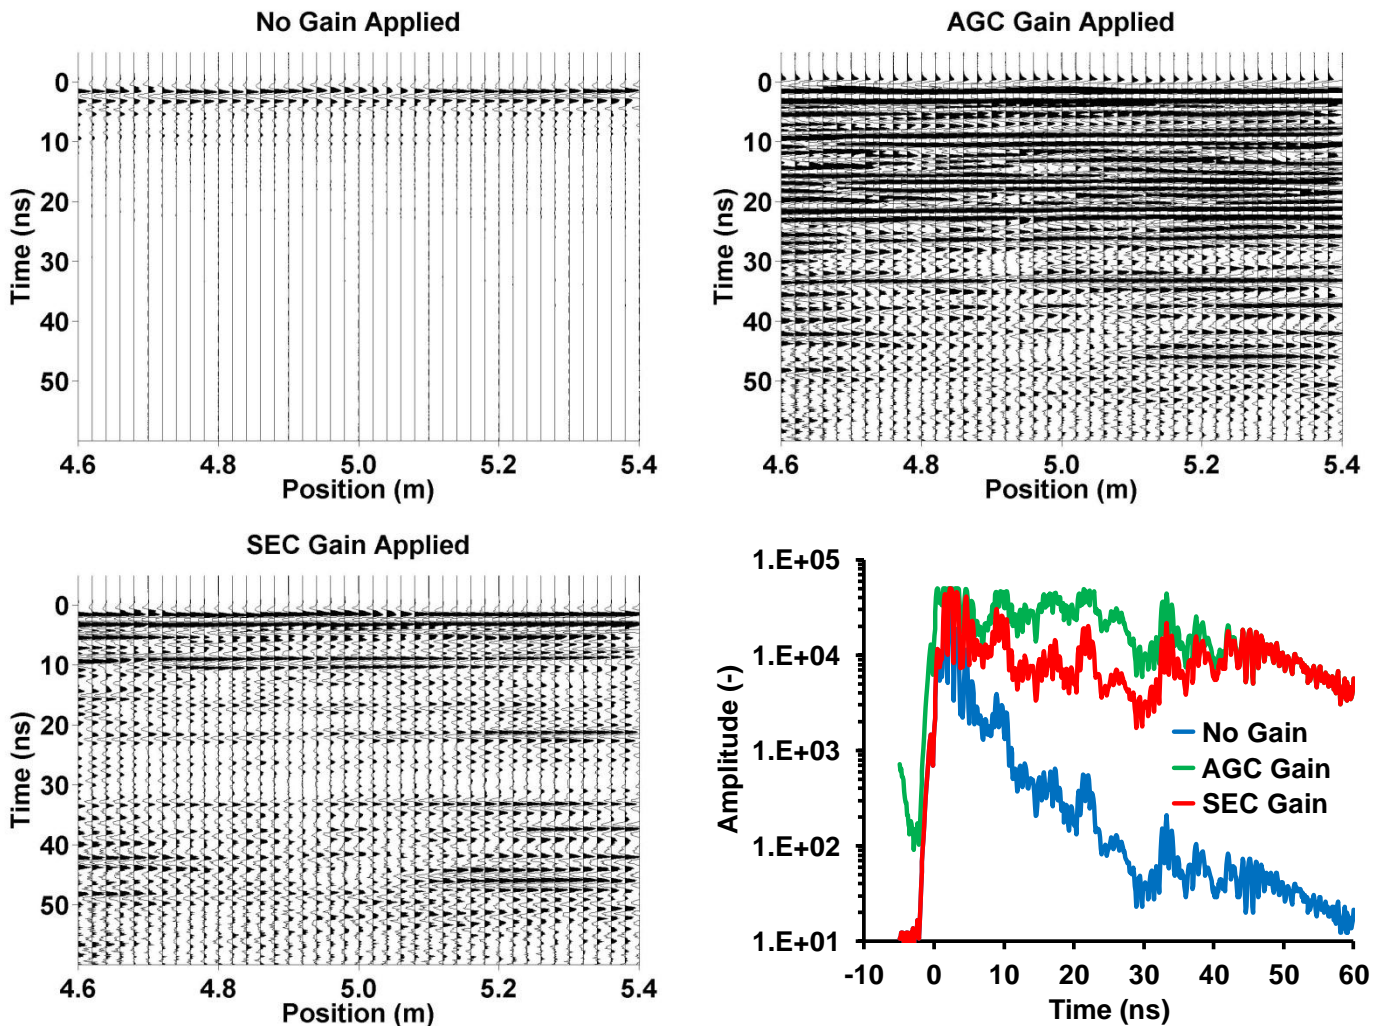 No Gain Applied
0
10
20
30
40
50
Time (ns)
4.6 4.8 5.0 5.2 5.4
Position (m)
AGC Gain Applied
0
10
20
30
40
50
Time (ns)
4.6 4.8 5.0 5.2 5.4
Position (m)
SEC Gain Applied
0
10
20
30
40
50
Time (ns)
4.6 4.8 5.0 5.2 5.4
Position (m)
1.E+05
1.E+04
1.E+03
1.E+02
1.E+01
Amplitude (-)
No Gain
AGC Gain
SEC Gain
-10 0 10 20 30 40 50 60
Time (ns)